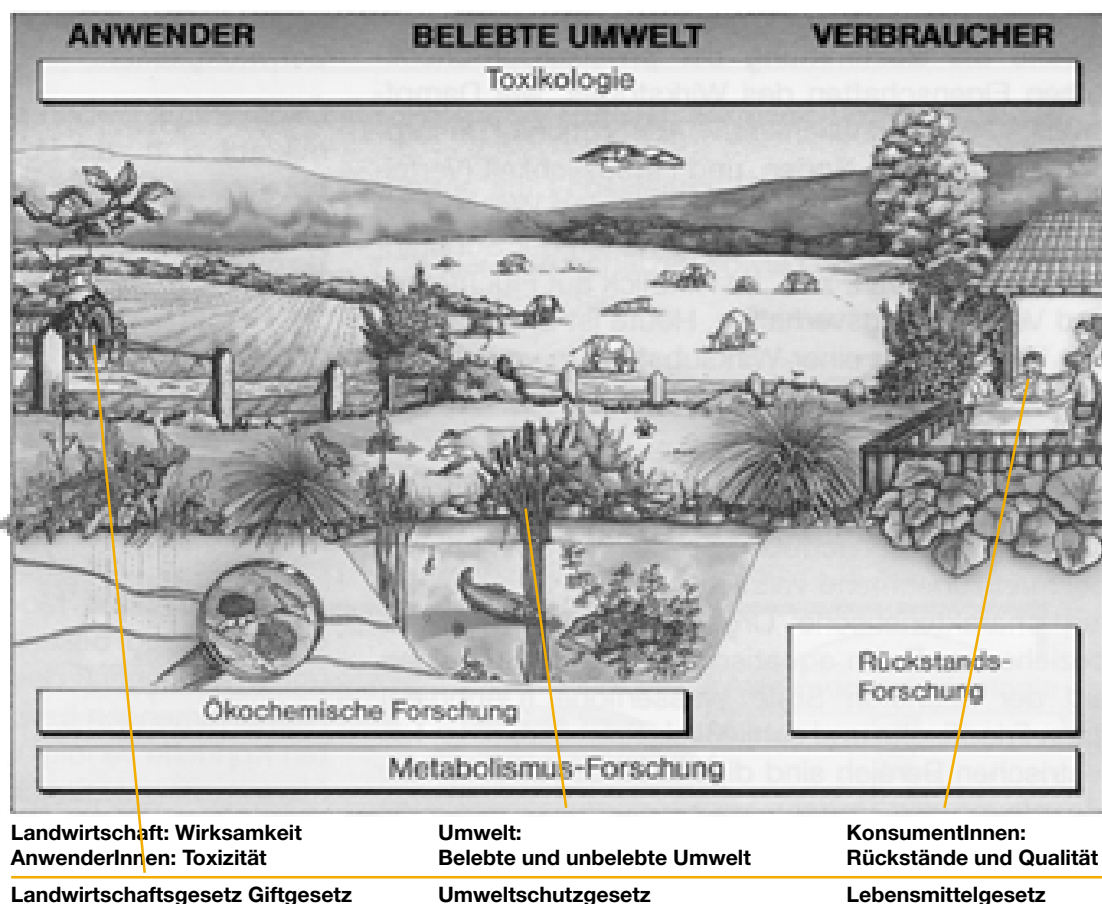 ANWENDER BELEBTE UMWELT VERBRAUCHER
Toxikologie
Rückstands-
Forschung
Ökochemische Forschung
Metabolismus-Forschung
Landwirtschaft: Wirksamkeit
AnwenderInnen: Toxizität
Umwelt:
Belebte und unbelebte Umwelt
KonsumentInnen:
Rückstände und Qualität
Landwirtschaftsgesetz Giftgesetz
Umweltschutzgesetz
Lebensmittelgesetz